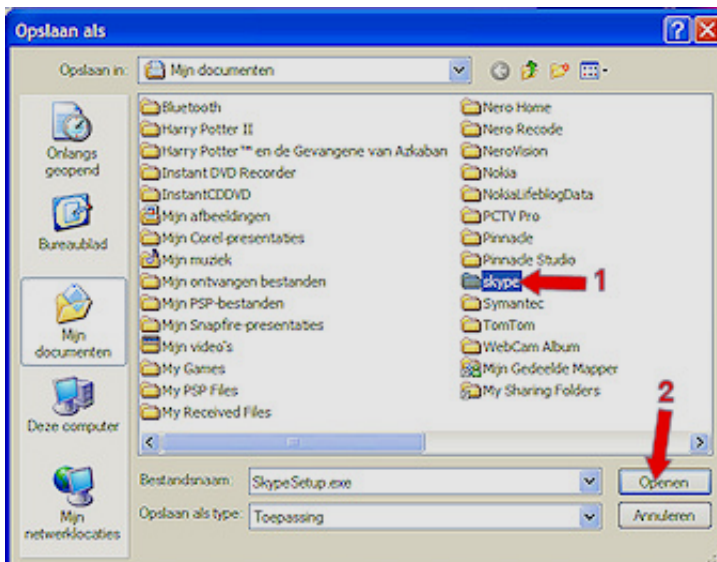 Opslaan als
Opslaan in:
Mijn documenten
Onlangs
geopend
Bureaublad
Mijn
documenten
Deze computer
Mijn
netwerklocaties
Bluetooth
Harry Potter II
Harry Potter™ en de Gevangene van Azkaban
Instant DVD Recorder
InstantCDDVD
Mijn afbeeldingen
Mijn Corel-presentaties
Mijn muziek
Mijn ontvangen bestanden
Mijn PSP-bestanden
Mijn Snapfire-presentaties
Mijn video's
My Games
My PSP Files
My Received Files
Nero Home
Nero Recode
NeroVision
Nokia
NokiaLifeblogData
PCTV Pro
Pinnacle
Pinnacle Studio
skype
1
Symantec
TomTom
WebCam Album
Mijn Gedeelde Mappen
My Sharing Folders
2
Bestandsnaam:
SkypeSetup.exe
Openen
Opslaan als type:
Toepassing
Annuleren